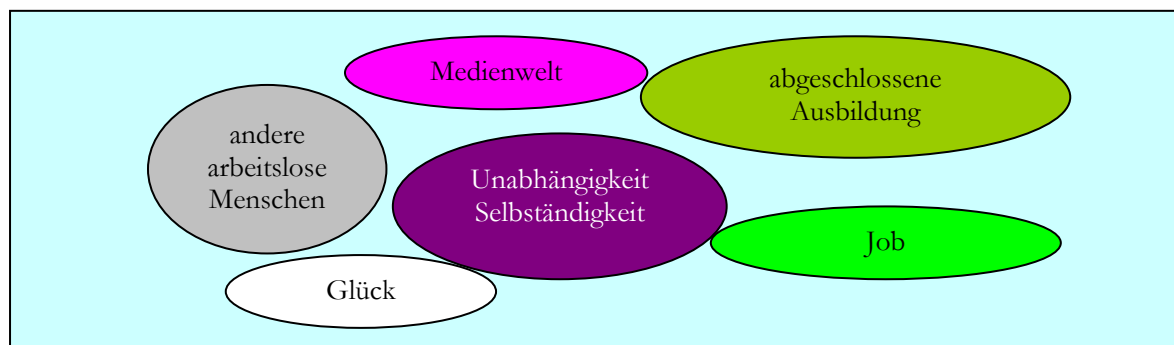 Medienwelt
abgeschlossene
Ausbildung
andere
arbeitslose
Menschen
Unabhängigkeit
Selbständigkeit
Job
Glück